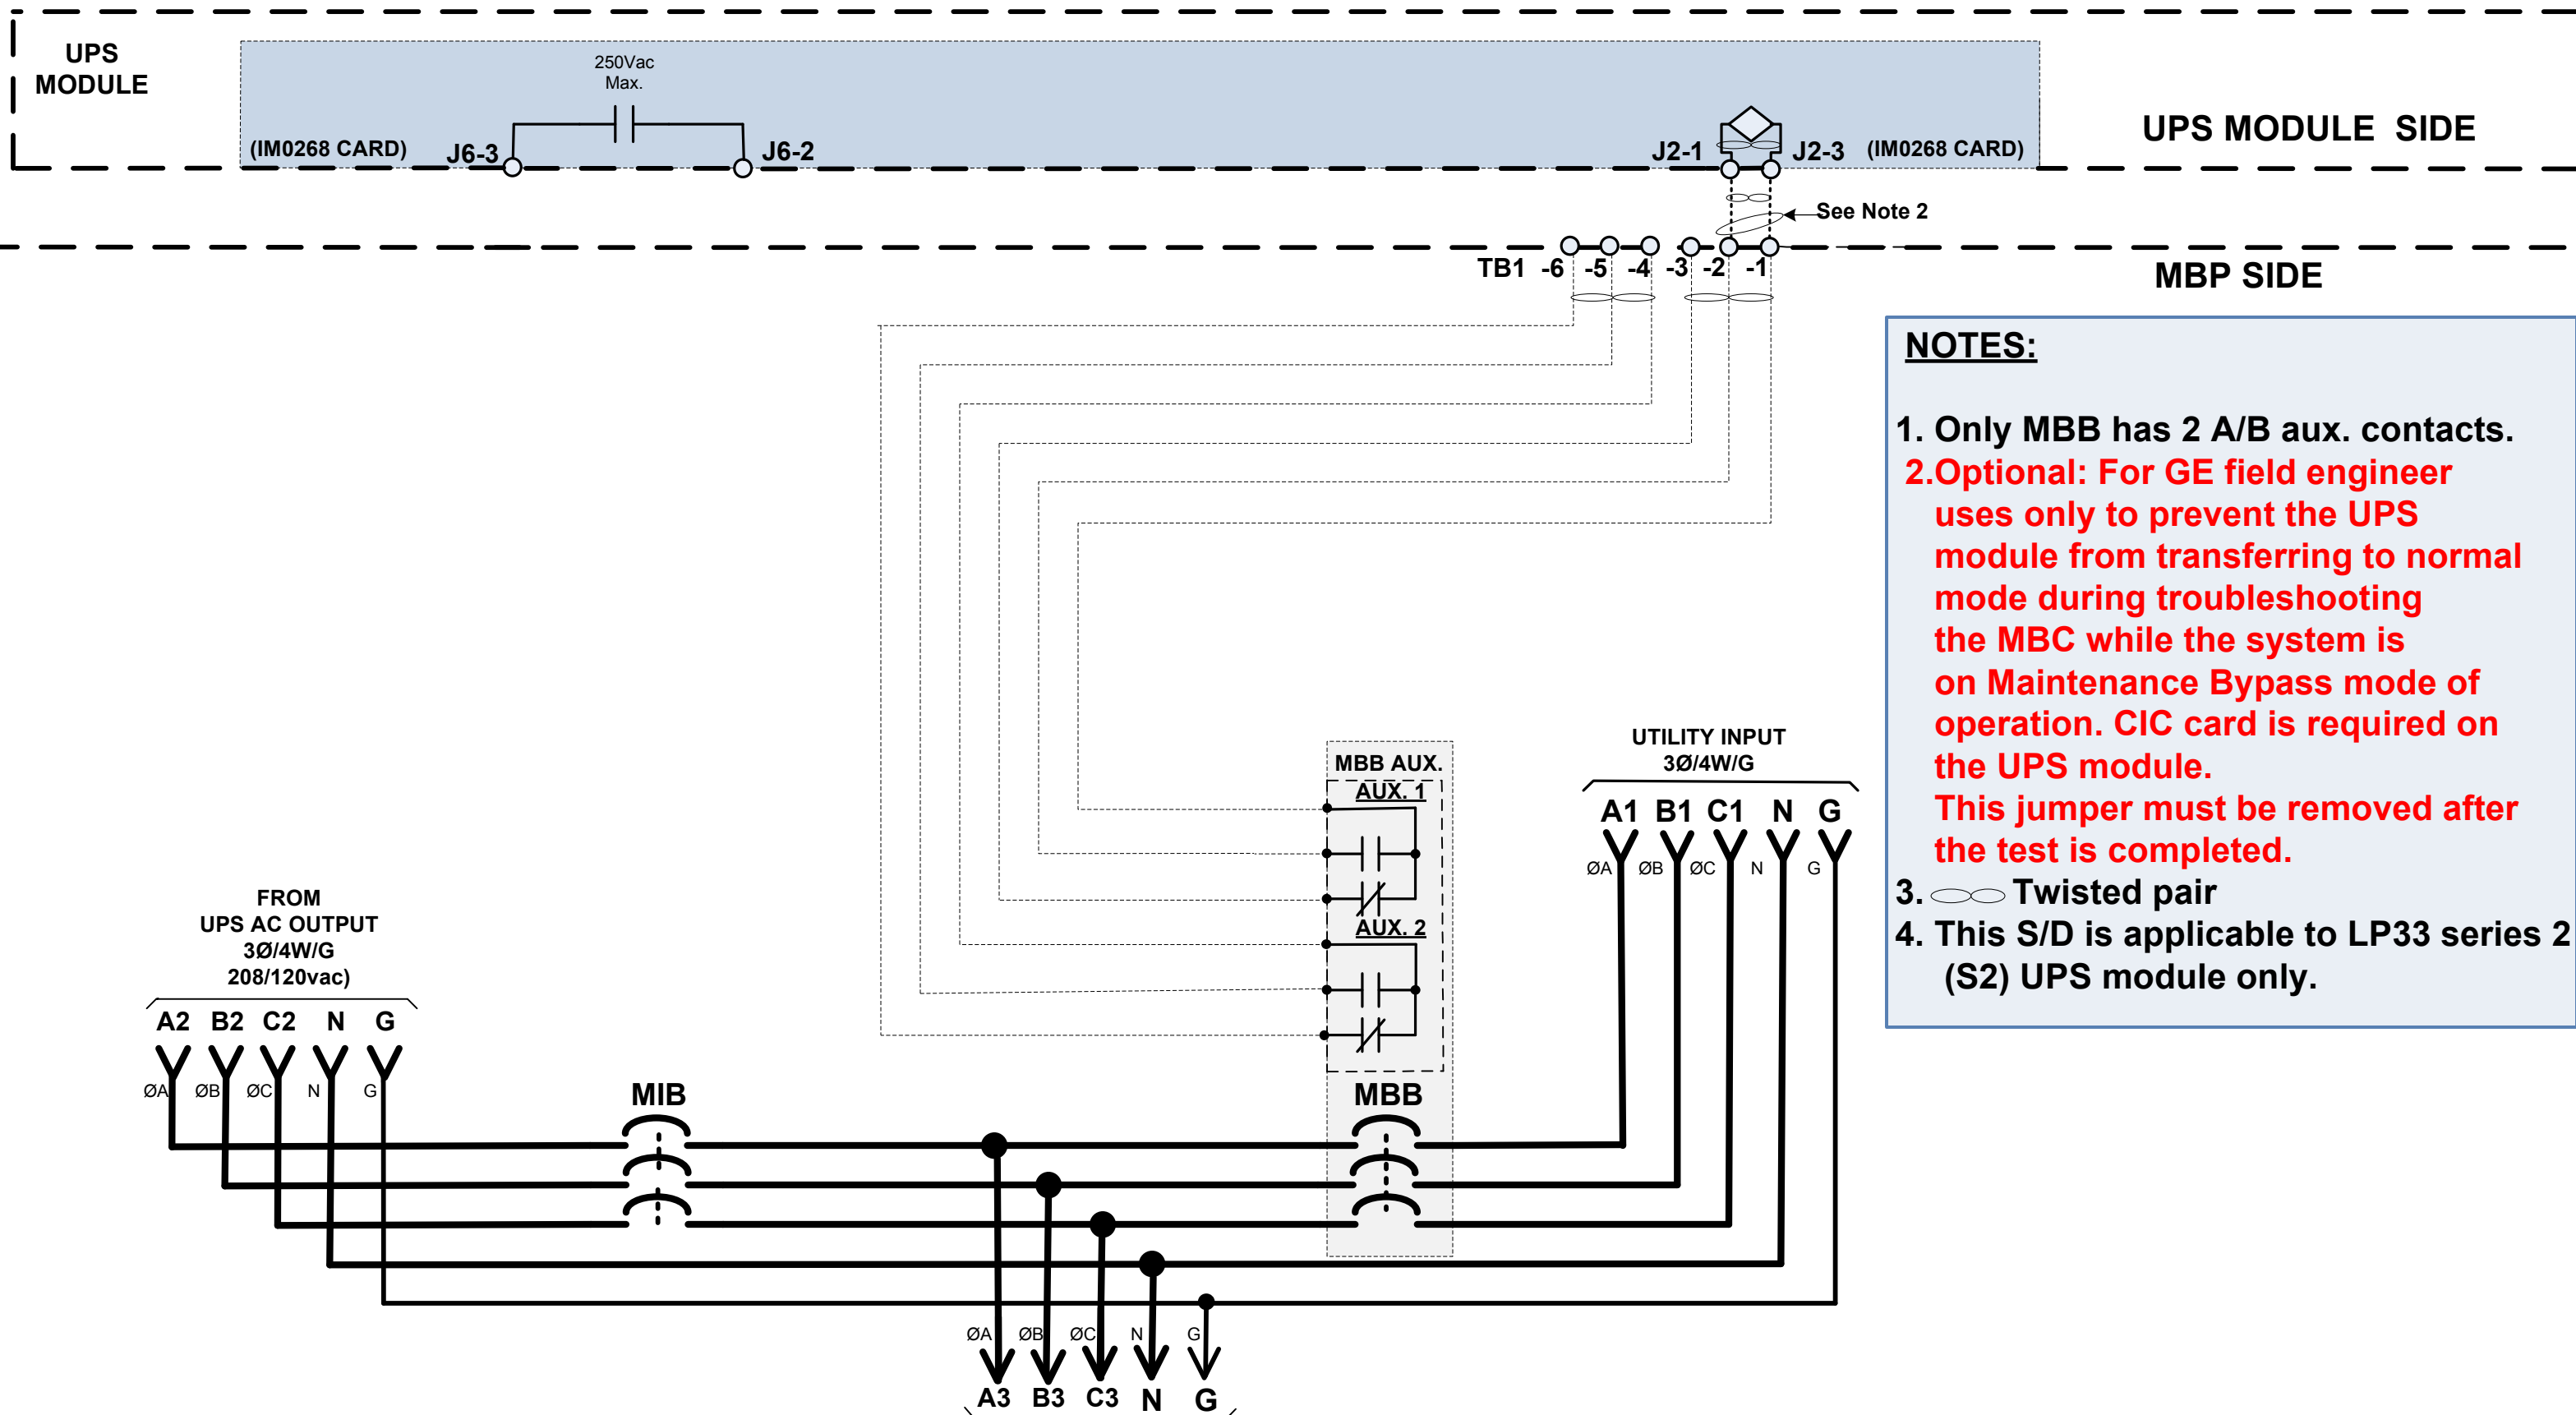 UPS
MODULE
250Vac
Max.
(IM0268 CARD)
J6-3
J6-2
J2-1
J2-3
(IM0268 CARD)
UPS MODULE SIDE
See Note 2
TB1 -6 -5 -4 -3 -2 -1
MBP SIDE
NOTES:
1. Only MBB has 2 A/B aux. contacts.
2.Optional: For GE field engineer
uses only to prevent the UPS
module from transferring to normal
mode during troubleshooting
the MBC while the system is
on Maintenance Bypass mode of
operation. CIC card is required on
the UPS module.
This jumper must be removed after
the test is completed.
3. Twisted pair
4. This S/D is applicable to LP33 series 2
(S2) UPS module only.
UTILITY INPUT
3Ø/4W/G
A1 B1 C1 N G
ØA ØB ØC N G
MBB AUX.
AUX. 1
AUX. 2
MBB
FROM
UPS AC OUTPUT
3Ø/4W/G
208/120vac)
A2 B2 C2 N G
ØA ØB ØC N G
MIB
ØA ØB ØC N G
A3 B3 C3 N G